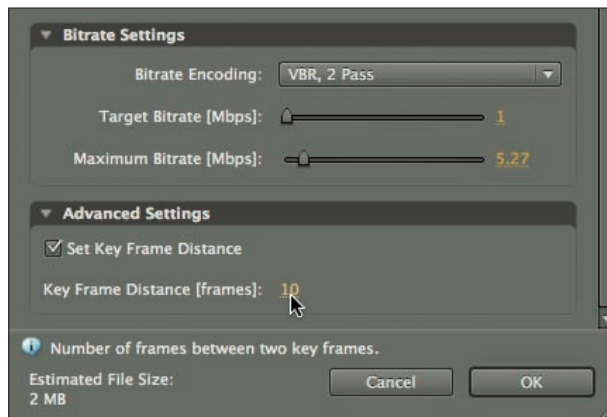 Bitrate Settings
Bitrate Encoding: VBR, 2 Pass
Target Bitrate [Mbps]: 1
Maximum Bitrate [Mbps]: 5.27
Advanced Settings
Set Key Frame Distance
Key Frame Distance [frames]: 10
Number of frames between two key frames.
Estimated File Size:
2 MB
Cancel OK